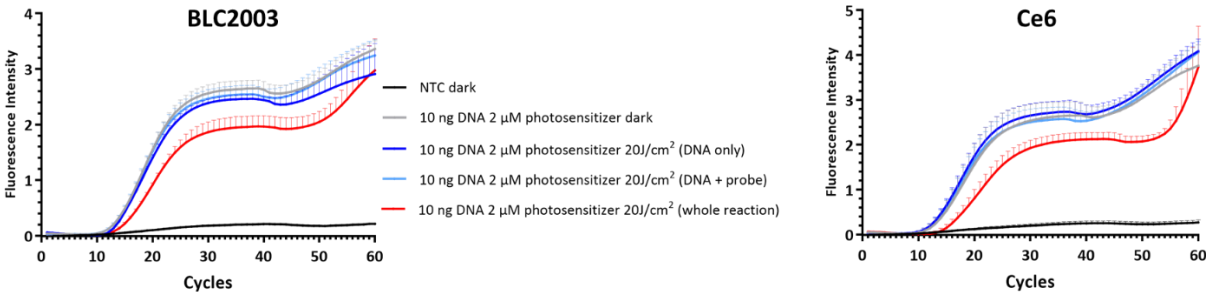 BLC2003
Fluorescence Intensity
4
3
2
1
0
0 10 20 30 40 50 60
Cycles
NTC dark
10 ng DNA 2 µM photosensitizer dark
10 ng DNA 2 µM photosensitizer 20J/cm² (DNA only)
10 ng DNA 2 µM photosensitizer 20J/cm² (DNA + probe)
10 ng DNA 2 µM photosensitizer 20J/cm² (whole reaction)
Ce6
Fluorescence Intensity
5
4
3
2
1
0
0 10 20 30 40 50 60
Cycles